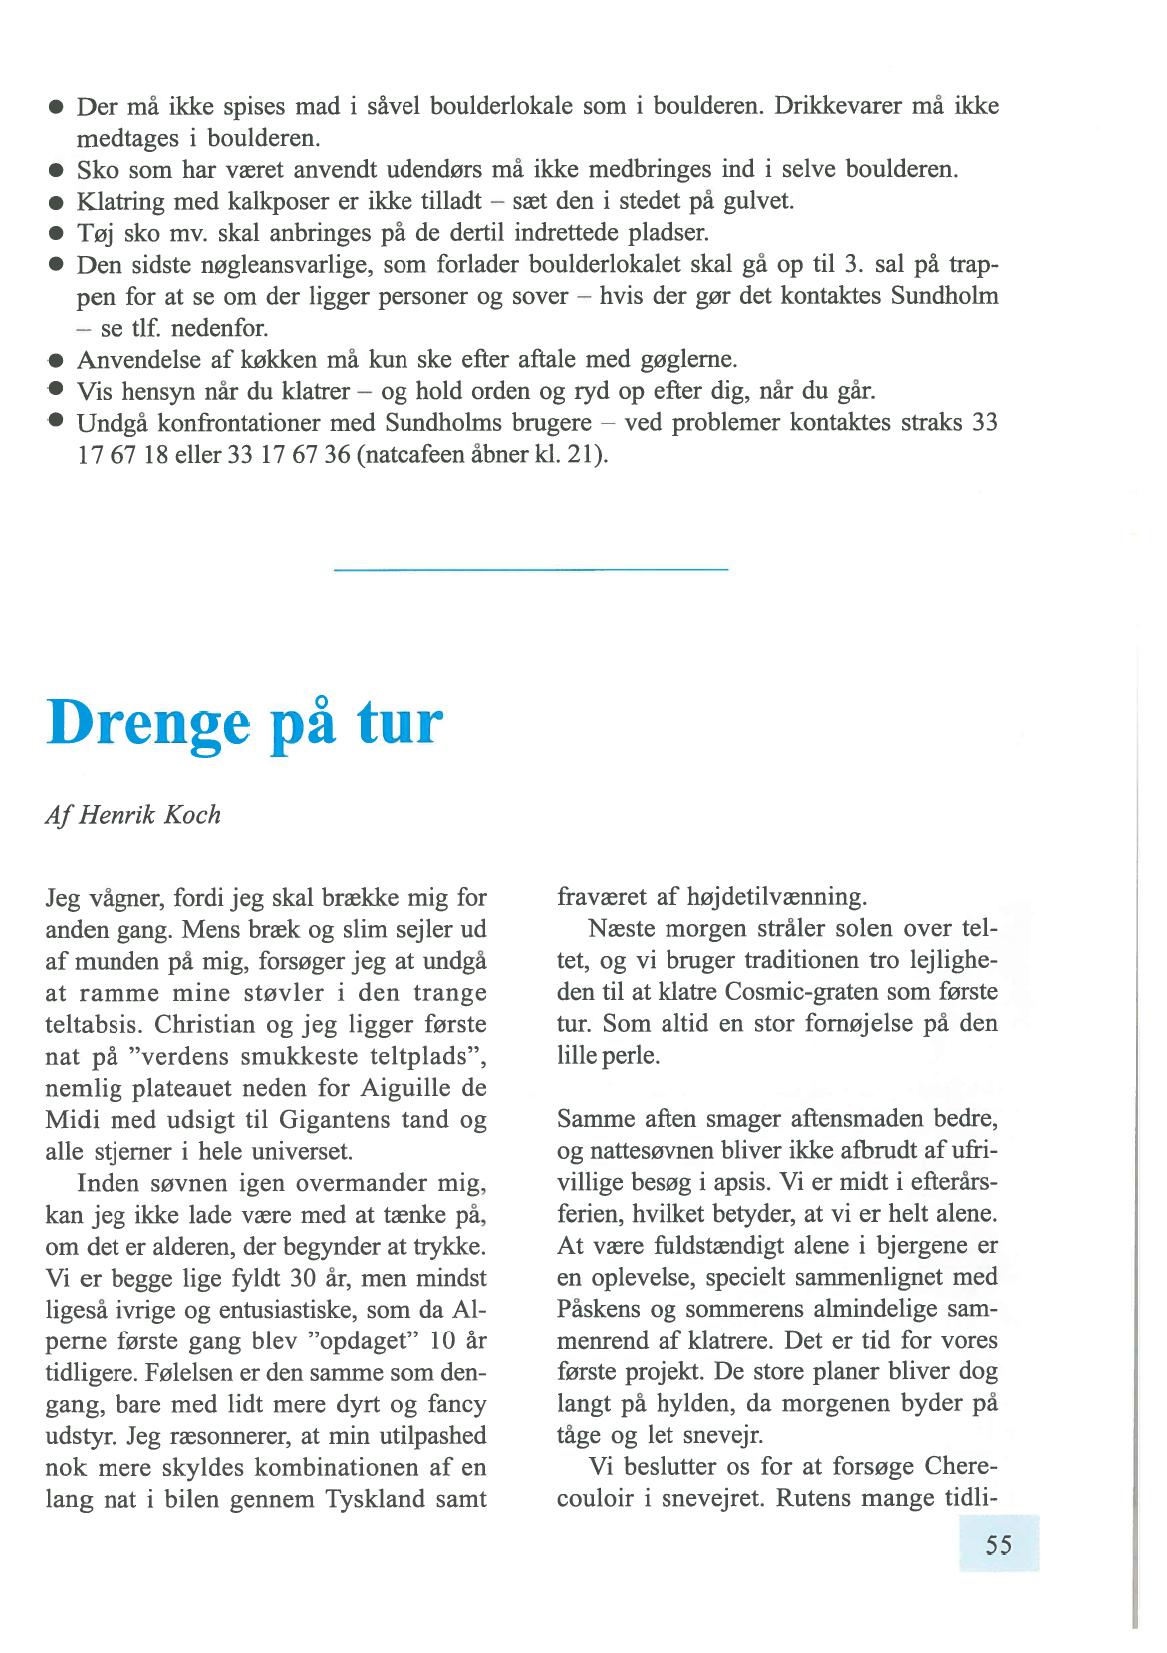 ● Der må ikke spises mad i såvel boulderlokale som i boulderen. Drikkevarer må ikke
medtages i boulderen.
● Sko som har været anvendt udendørs må ikke medbringes ind i selve boulderen.
● Klatring med kalkposer er ikke tilladt – sæt den i stedet på gulvet.
● Tøj sko mv. skal anbringes på de dertil indrettede pladser.
● Den sidste nøgleansvarlige, som forlader boulderlokalet skal gå op til 3. sal på trap-
pen for at se om der ligger personer og sover – hvis der gør det kontaktes Sundholm
– se tlf. nedenfor.
● Anvendelse af køkken må kun ske efter aftale med gøglerne.
● Vis hensyn når du klatrer – og hold orden og ryd op efter dig, når du går.
● Undgå konfrontationer med Sundholms brugere – ved problemer kontaktes straks 33
17 67 18 eller 33 17 67 36 (natcafeen åbner kl. 21).
Drenge på tur
Af Henrik Koch
Jeg vågner, fordi jeg skal brække mig for
anden gang. Mens bræk og slim sejler ud
af munden på mig, forsøger jeg at undgå
at ramme mine støvler i den trange
teltabsis. Christian og jeg ligger første
nat på ”verdens smukkeste teltplads”,
nemlig plateauet neden for Aiguille de
Midi med udsigt til Gigantens tand og
alle stjerner i hele universet.
Inden søvnen igen overmander mig,
kan jeg ikke lade være med at tænke på,
om det er alderen, der begynder at trykke.
Vi er begge lige fyldt 30 år, men mindst
ligeså ivrige og entusiastiske, som da Al-
perne første gang blev ”opdaget” 10 år
tidligere. Følelsen er den samme som den-
gang, bare med lidt mere dyrt og fancy
udstyr. Jeg ræsonnerer, at min utilpashed
nok mere skyldes kombinationen af en
lang nat i bilen gennem Tyskland samt
fraværet af højdetilvænning.
Næste morgen stråler solen over tel-
tet, og vi bruger traditionen tro lejlighe-
den til at klatre Cosmic-graten som første
tur. Som altid en stor fornøjelse på den
lille perle.
Samme aften smager aftensmaden bedre,
og nattesøvnen bliver ikke afbrudt af ufri-
villige besøg i apsis. Vi er midt i efterårs-
ferien, hvilket betyder, at vi er helt alene.
At være fuldstændigt alene i bjergene er
en oplevelse, specielt sammenlignet med
Påskens og sommerens almindelige sam-
menrend af klatrere. Det er tid for vores
første projekt. De store planer bliver dog
langt på hylden, da morgenen byder på
tåge og let snevejr.
Vi beslutter os for at forsøge Chere-
couloir i snevejret. Rutens mange tidli-
55